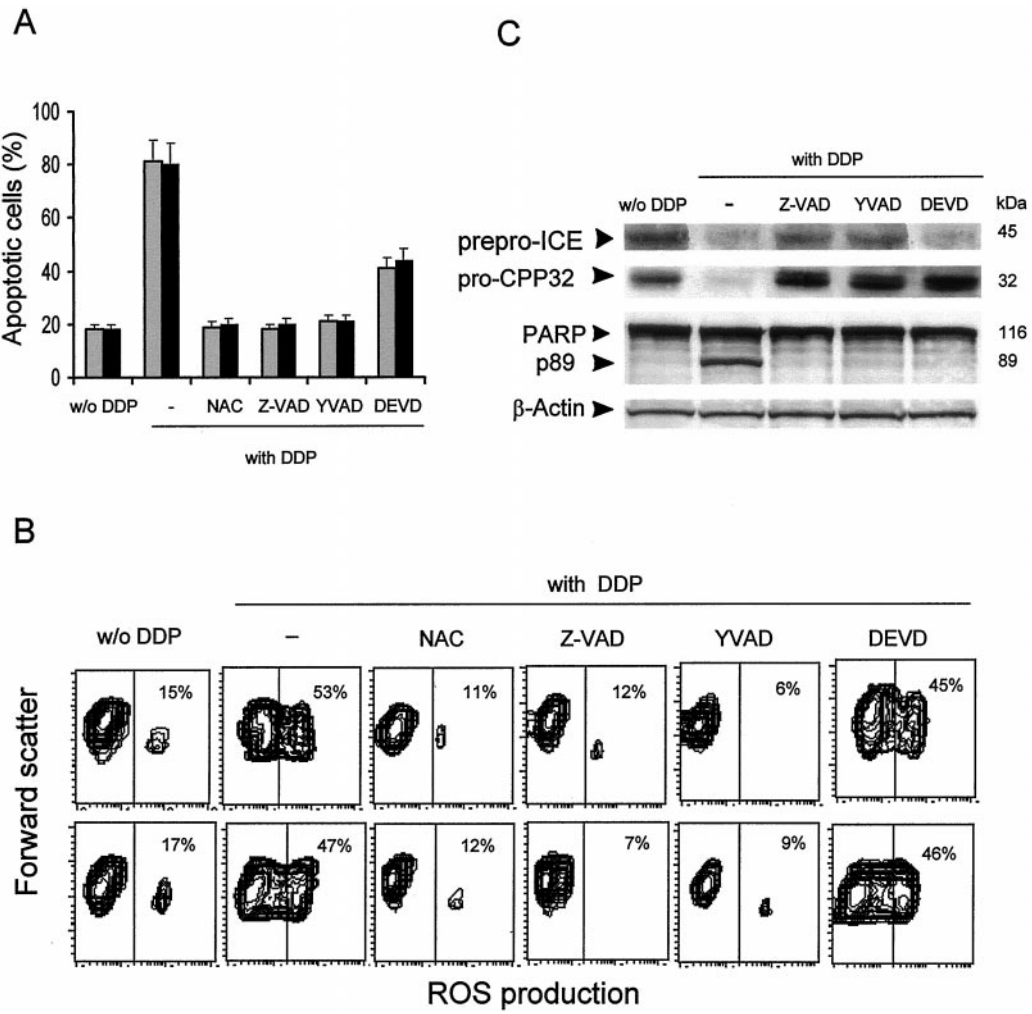 A
Apoptotic cells (%)
100
80
60
40
20
0
w/o DDP - NAC Z-VAD YVAD DEVD
with DDP
C
with DDP
w/o DDP - Z-VAD YVAD DEVD kDa
prepro-ICE 45
pro-CPP32 32
PARP 116
p89 89
β-Actin
B
with DDP
w/o DDP – NAC Z-VAD YVAD DEVD
Forward scatter
15% 53% 11% 12% 6% 45%
17% 47% 12% 7% 9% 46%
ROS production